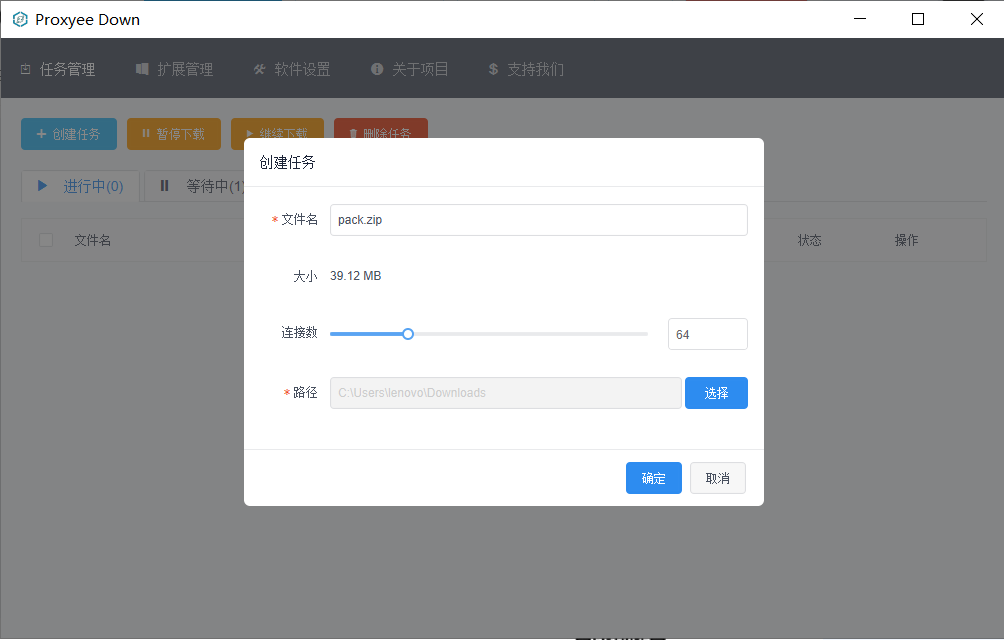 Proxyee Down
任务管理 扩展管理 软件设置 关于项目 $ 支持我们
+ 创建任务 暂停下载 继续下载 删除任务
创建任务
进行中(0) 等待中(1)
* 文件名 pack.zip
文件名 状态 操作
大小 39.12 MB
连接数 64
* 路径 C:\Users\lenovo\Downloads 选择
确定 取消